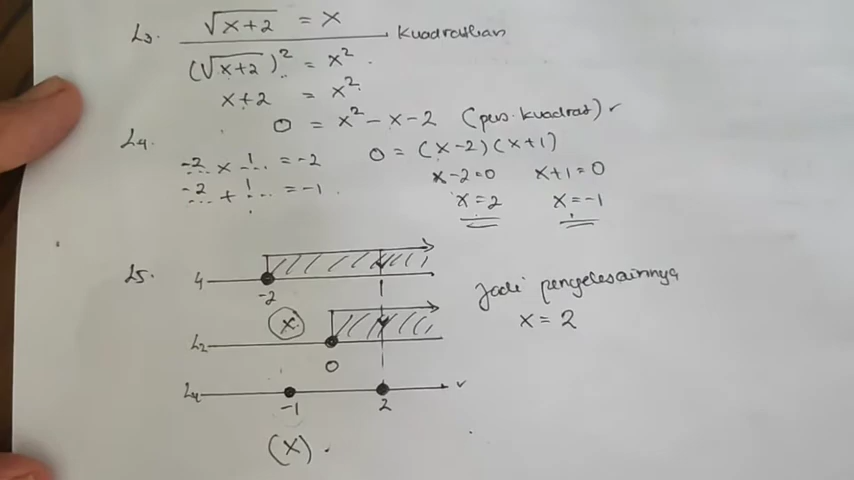 L3. √x+2 = x Kuadratkan
(√x+2)² = x².
x+2 = x².
0 = x² - x - 2 (pers. kuadrat) ✓
L4. 0 = (x-2)(x+1)
-2 x 1 = -2 x-2=0 x+1=0
-2 + 1 = -1 x=2 x=-1
L5. L1
-2
Jadi pengelesainnya
x = 2
(x)
L2
0
L4
-1 2
(x).